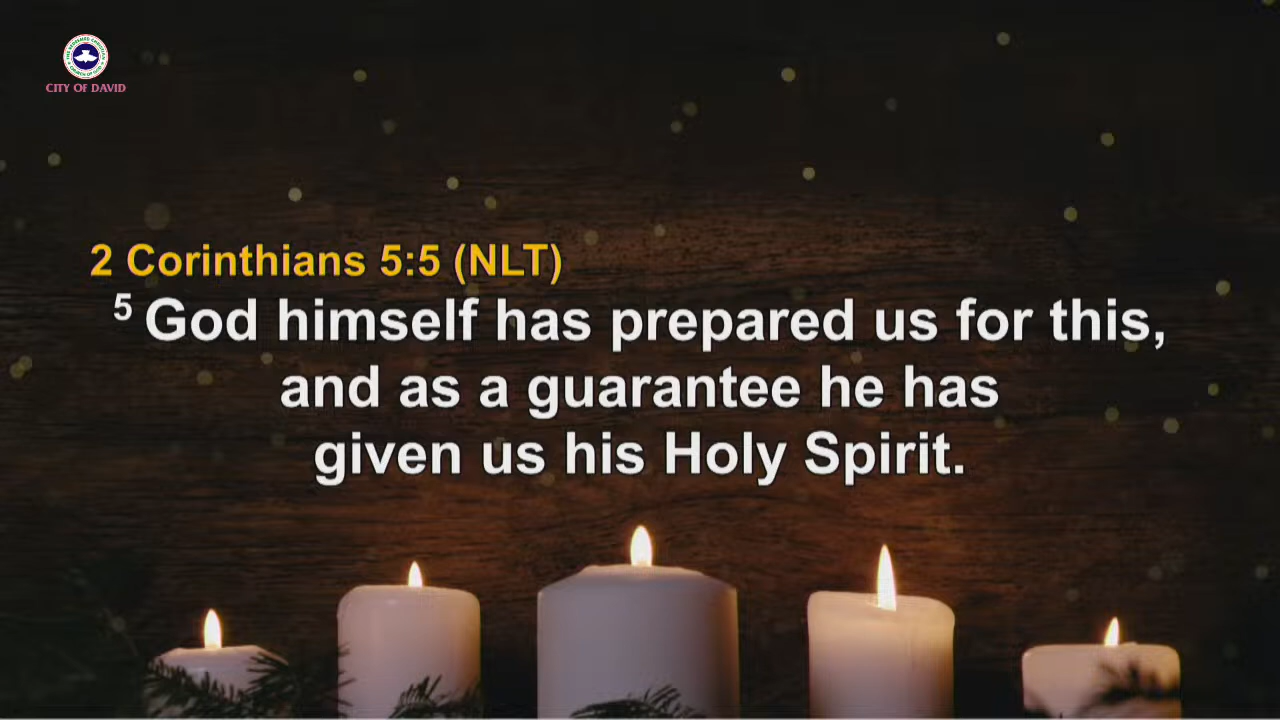 CITY OF DAVID
2 Corinthians 5:5 (NLT)
5 God himself has prepared us for this,
and as a guarantee he has
given us his Holy Spirit.